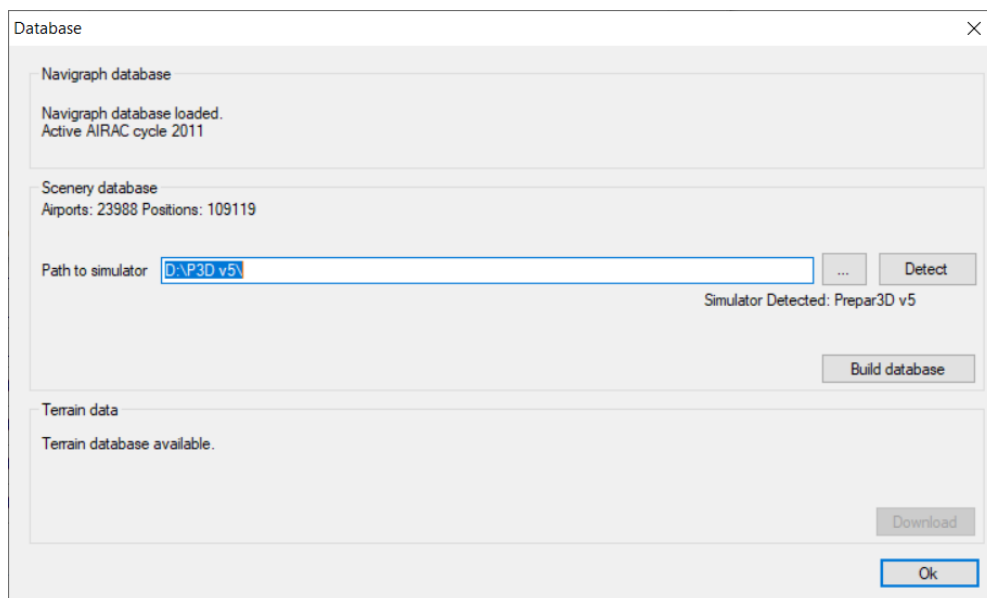 Database
Navigraph database
Navigraph database loaded.
Active AIRAC cycle 2011
Scenery database
Airports: 23988 Positions: 109119
Path to simulator D:\P3D v5\ ... Detect
Simulator Detected: Prepar3D v5
Build database
Terrain data
Terrain database available.
Download
Ok